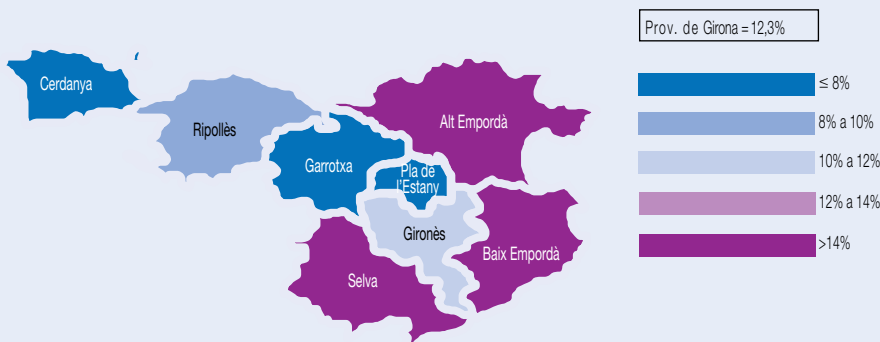 Prov. de Girona = 12,3%
≤ 8%
8% a 10%
10% a 12%
12% a 14%
>14%
Cerdanya
Ripollès
Alt Empordà
Garrotxa
Pla de
l'Estany
Gironès
Baix Empordà
Selva